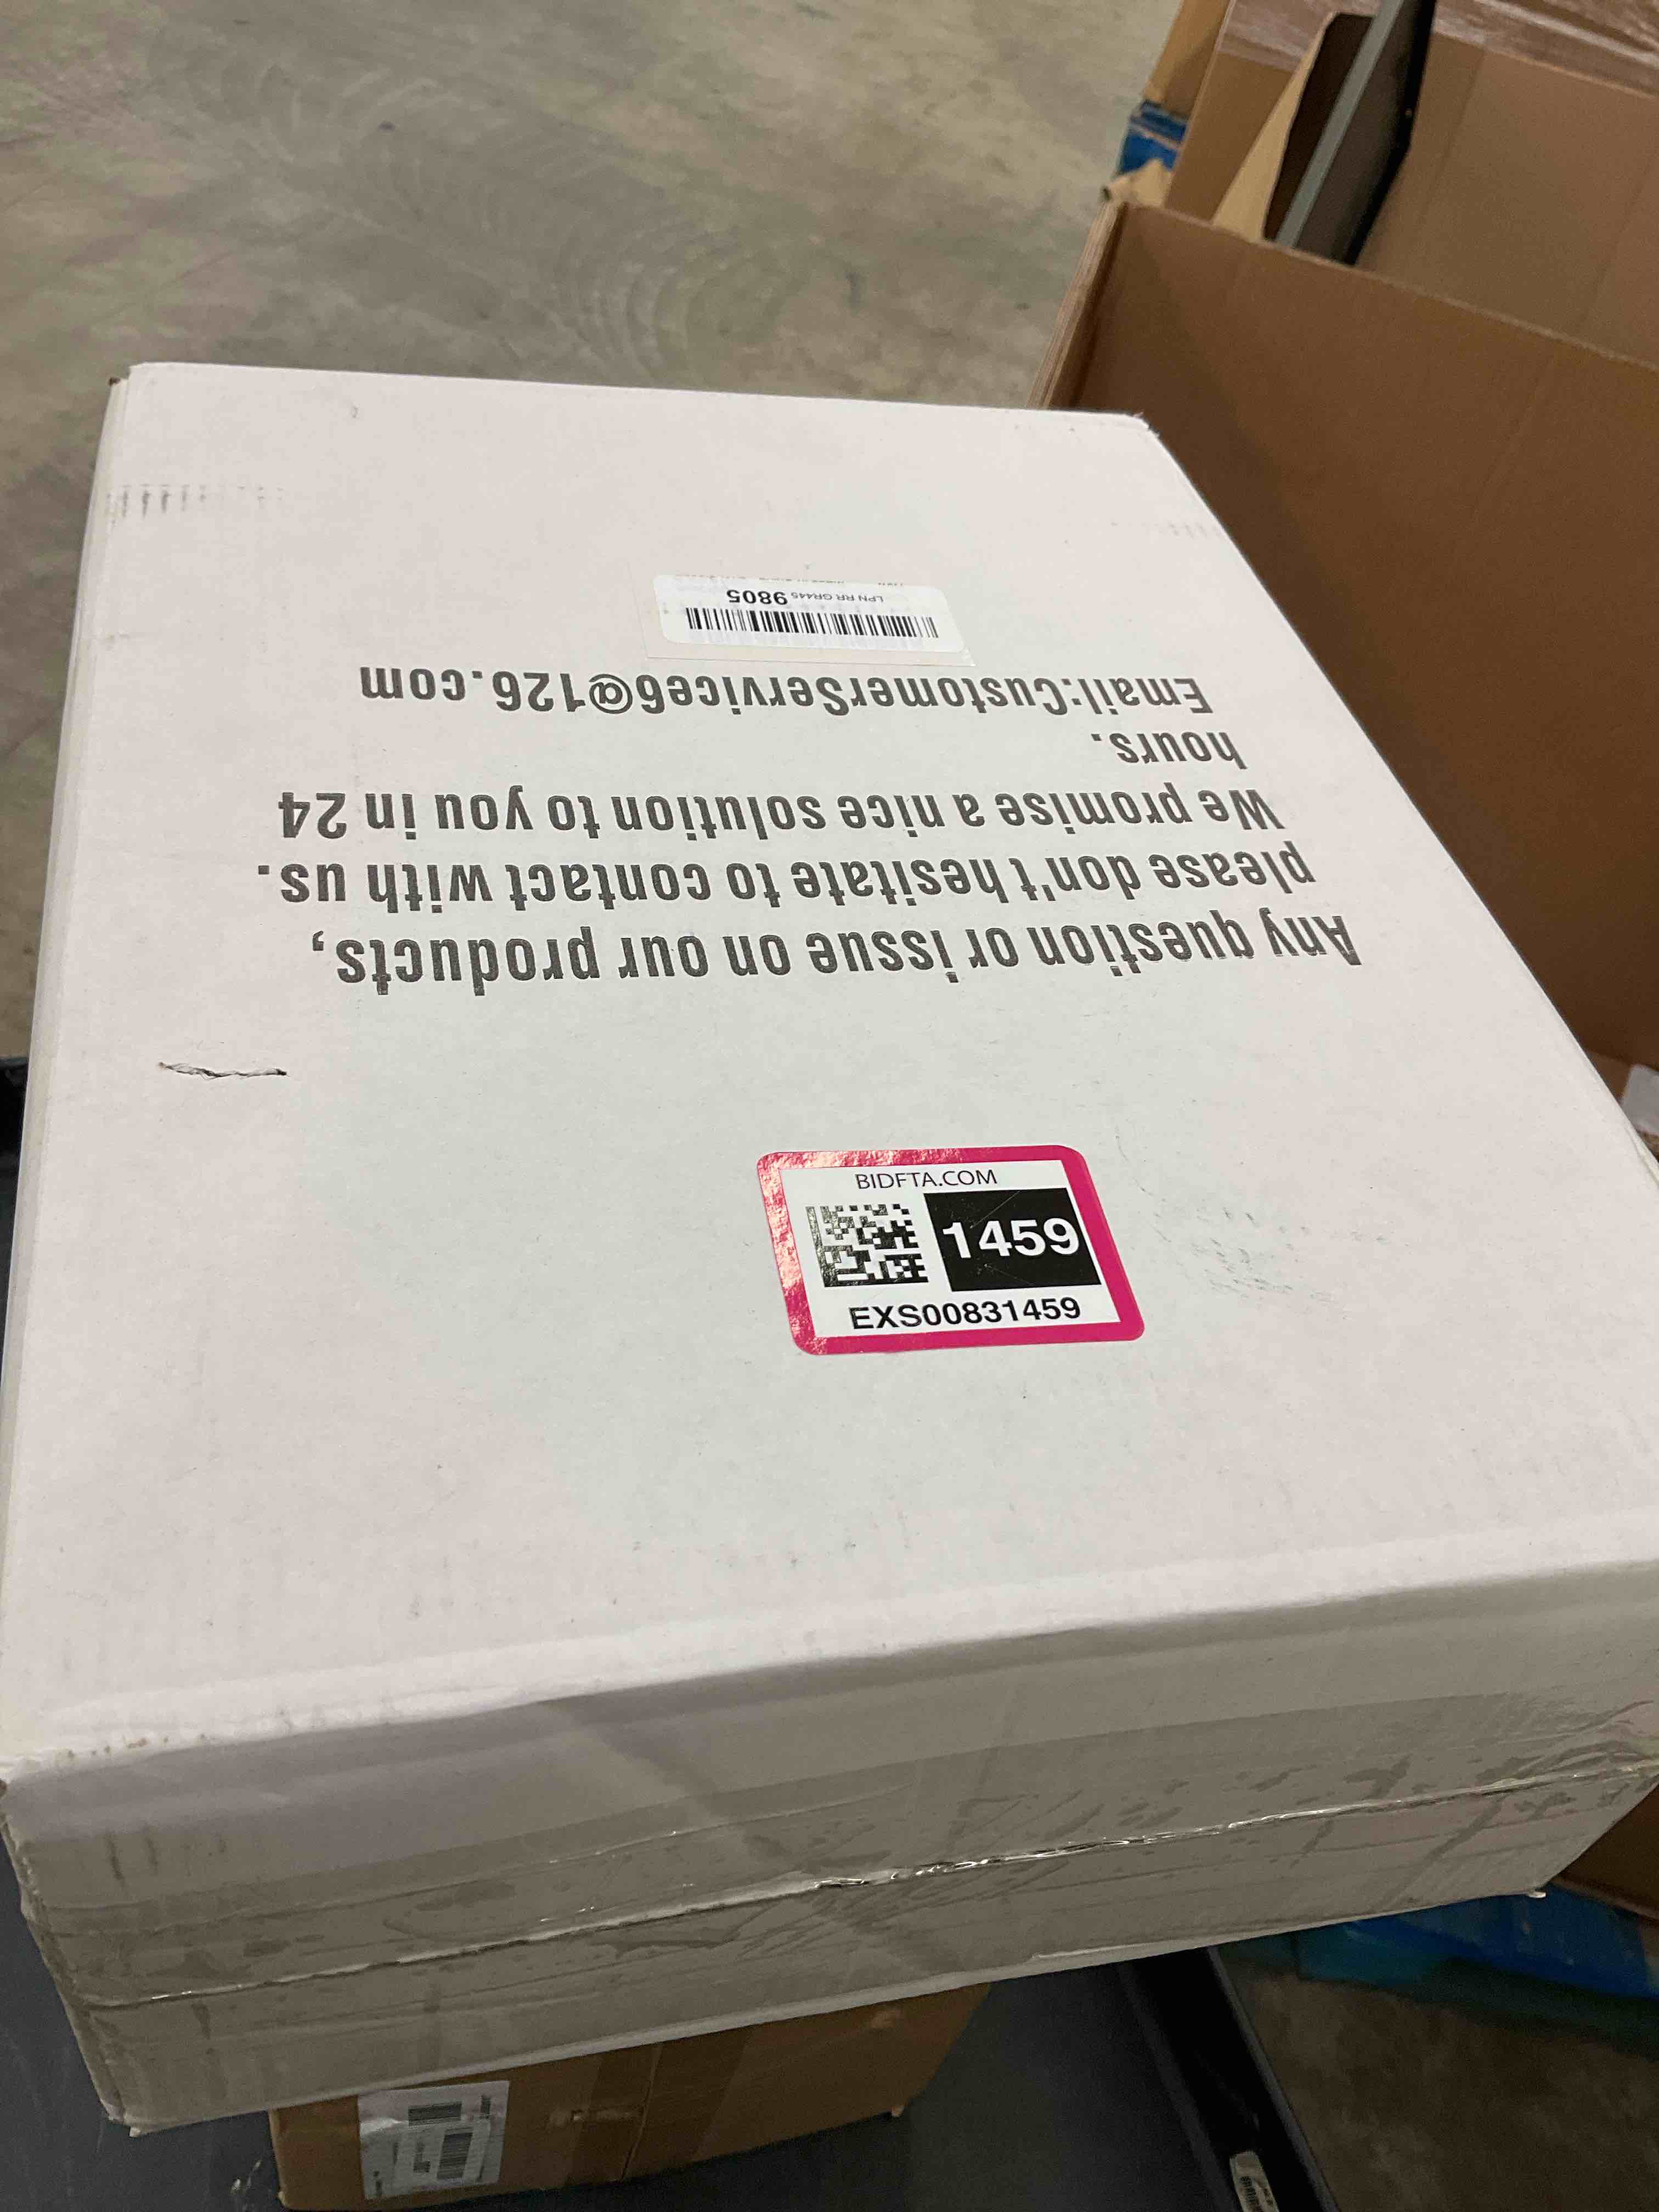 Any question or issue on our products,
please don't hesitate to contact with us.
We promise a nice solution to you in 24
hours.
Email:CustomerService6@126.com
LPN RR GR445 9805
BIDFTA.COM
1459
EXS00831459